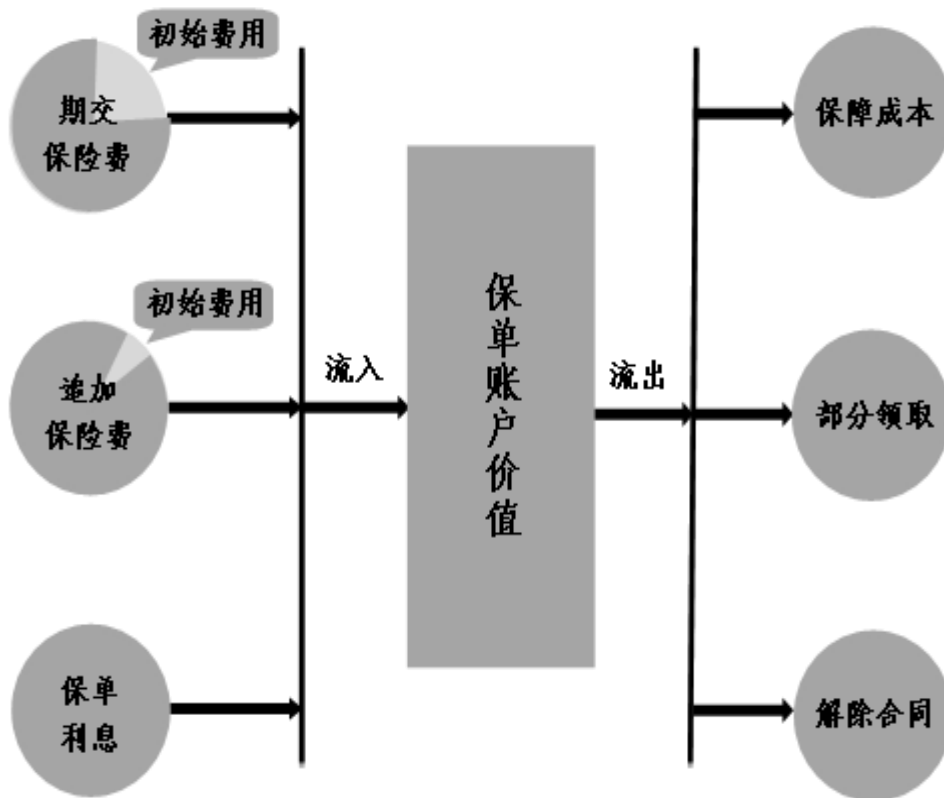 初始费用
期交
保险费
初始费用
追加
保险费
保单
利息
流入
保单账户价值
流出
保障成本
部分领取
解除合同